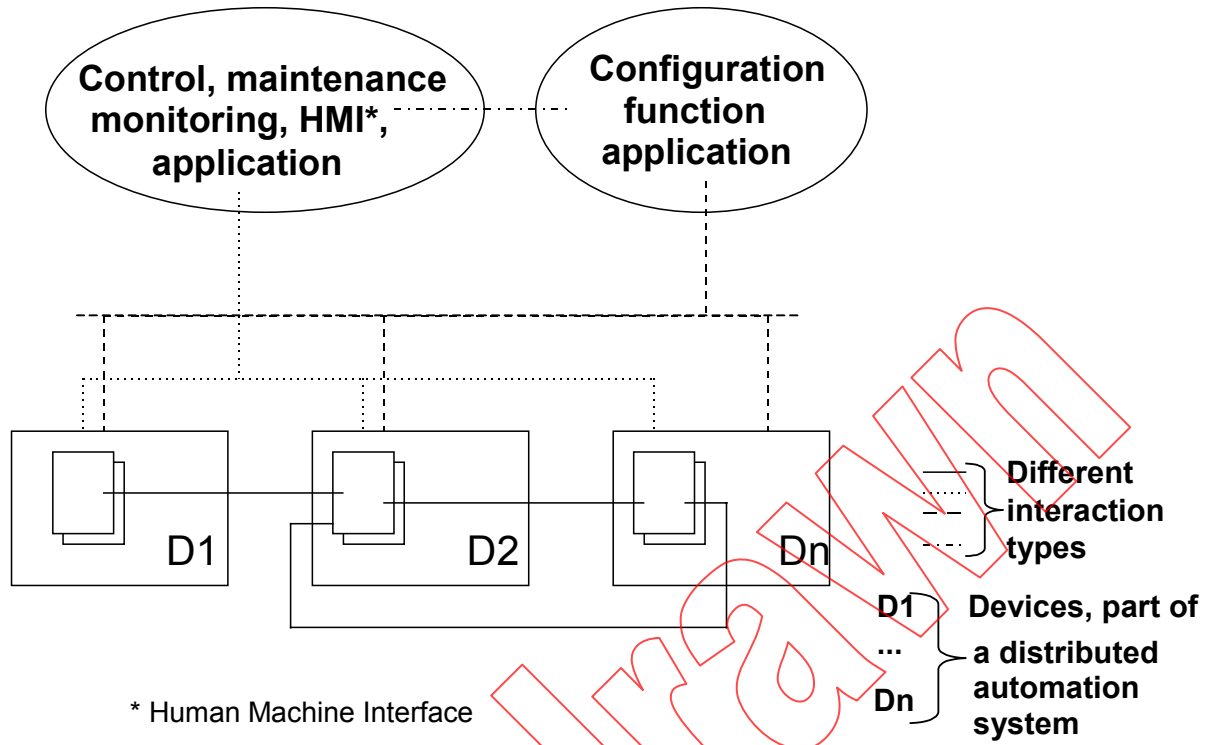 Control, maintenance
monitoring, HMI*,
application
Configuration
function
application
D1
D2
Dn
Different
interaction
types
D1
...
Dn
Devices, part of
a distributed
automation
system
* Human Machine Interface